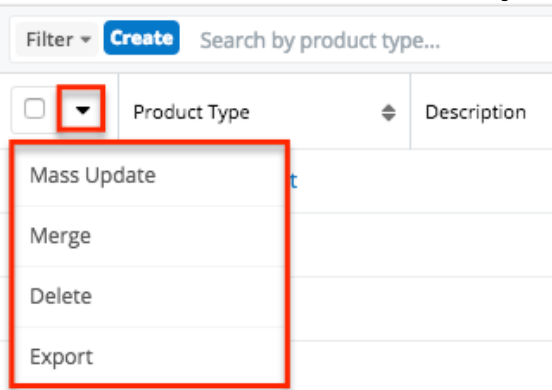 Filter Create Search by product type...
Product Type Description
Mass Update t
Merge
Delete
Export